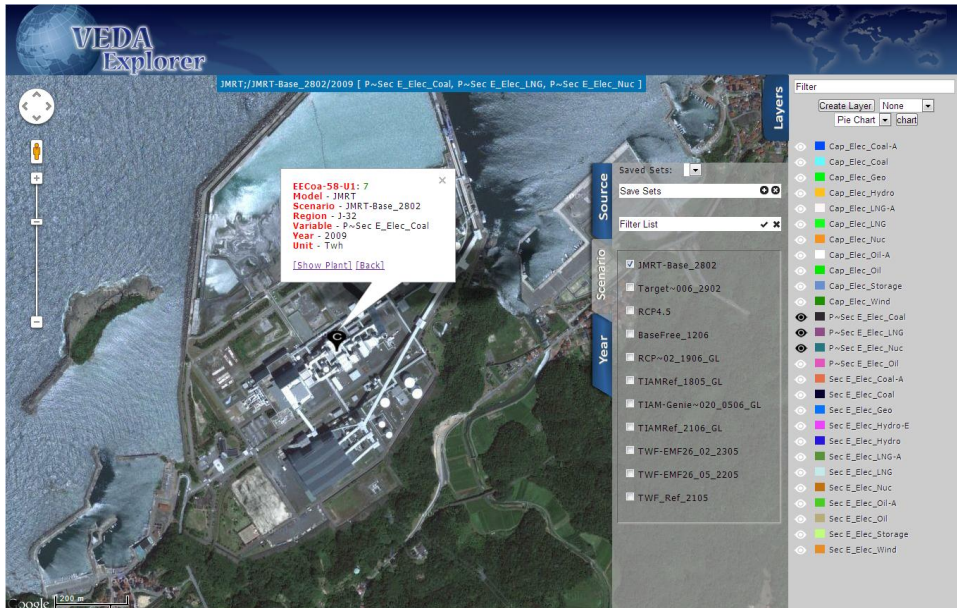 VEDA
Explorer
JMRT;/JMRT-Base_2802/2009 [ P~Sec E_Elec_Coal, P~Sec E_Elec_LNG, P~Sec E_Elec_Nuc ]
Layers
Filter
Create Layer None
Pie Chart chart
Cap_Elec_Coal-A
Cap_Elec_Coal
Cap_Elec_Geo
Cap_Elec_Hydro
Cap_Elec_LNG-A
Cap_Elec_LNG
Cap_Elec_Nuc
Cap_Elec_Oil-A
Cap_Elec_Oil
Cap_Elec_Storage
Cap_Elec_Wind
P~Sec E_Elec_Coal
P~Sec E_Elec_LNG
P~Sec E_Elec_Nuc
P~Sec E_Elec_Oil
Sec E_Elec_Coal-A
Sec E_Elec_Coal
Sec E_Elec_Geo
Sec E_Elec_Hydro-E
Sec E_Elec_Hydro
Sec E_Elec_LNG-A
Sec E_Elec_LNG
Sec E_Elec_Nuc
Sec E_Elec_Oil-A
Sec E_Elec_Oil
Sec E_Elec_Storage
Sec E_Elec_Wind
Source
Scenario
Year
Saved Sets:
Save Sets
Filter List
JMRT-Base_2802
Target~006_2902
RCP4.5
BaseFree_1206
RCP~02_1906_GL
TIAMRef_1805_GL
TIAM-Genie~020_0506_GL
TIAMRef_2106_GL
TWF-EMF26_02_2305
TWF-EMF26_05_2205
TWF_Ref_2105
EECoa-58-U1: 7
Model - JMRT
Scenario - JMRT-Base_2802
Region - J-32
Variable - P~Sec E_Elec_Coal
Year - 2009
Unit - Twh
[Show Plant] [Back]
C
Google
200 m